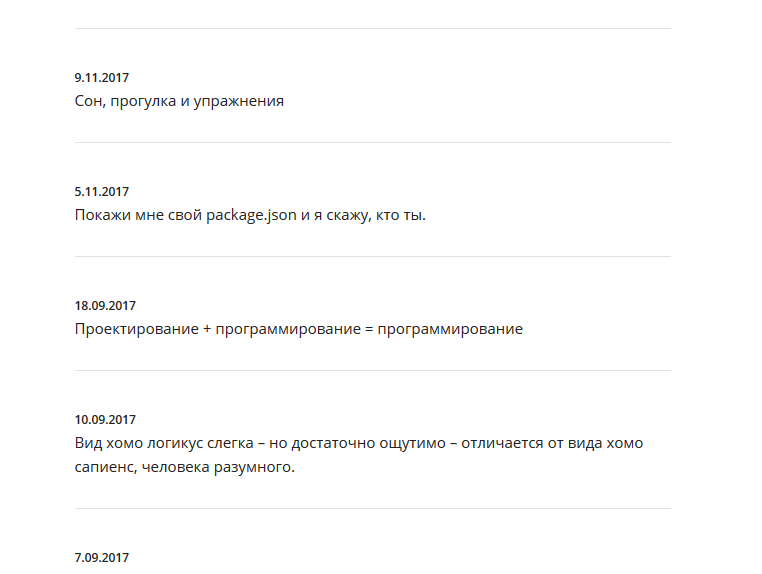 9.11.2017
Сон, прогулка и упражнения
5.11.2017
Покажи мне свой package.json и я скажу, кто ты.
18.09.2017
Проектирование + программирование = программирование
10.09.2017
Вид хомо логикус слегка – но достаточно ощутимо – отличается от вида хомо
сапиенс, человека разумного.
7.09.2017